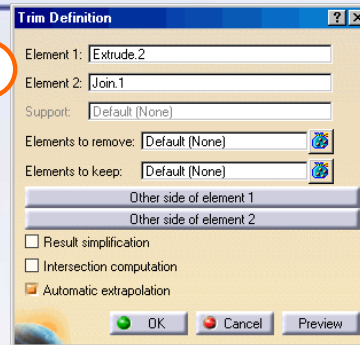 Trim Definition
Element 1: Extrude.2
Element 2: Join.1
Support: Default (None)
Elements to remove: Default (None)
Elements to keep: Default (None)
Other side of element 1
Other side of element 2
Result simplification
Intersection computation
Automatic extrapolation
OK Cancel Preview